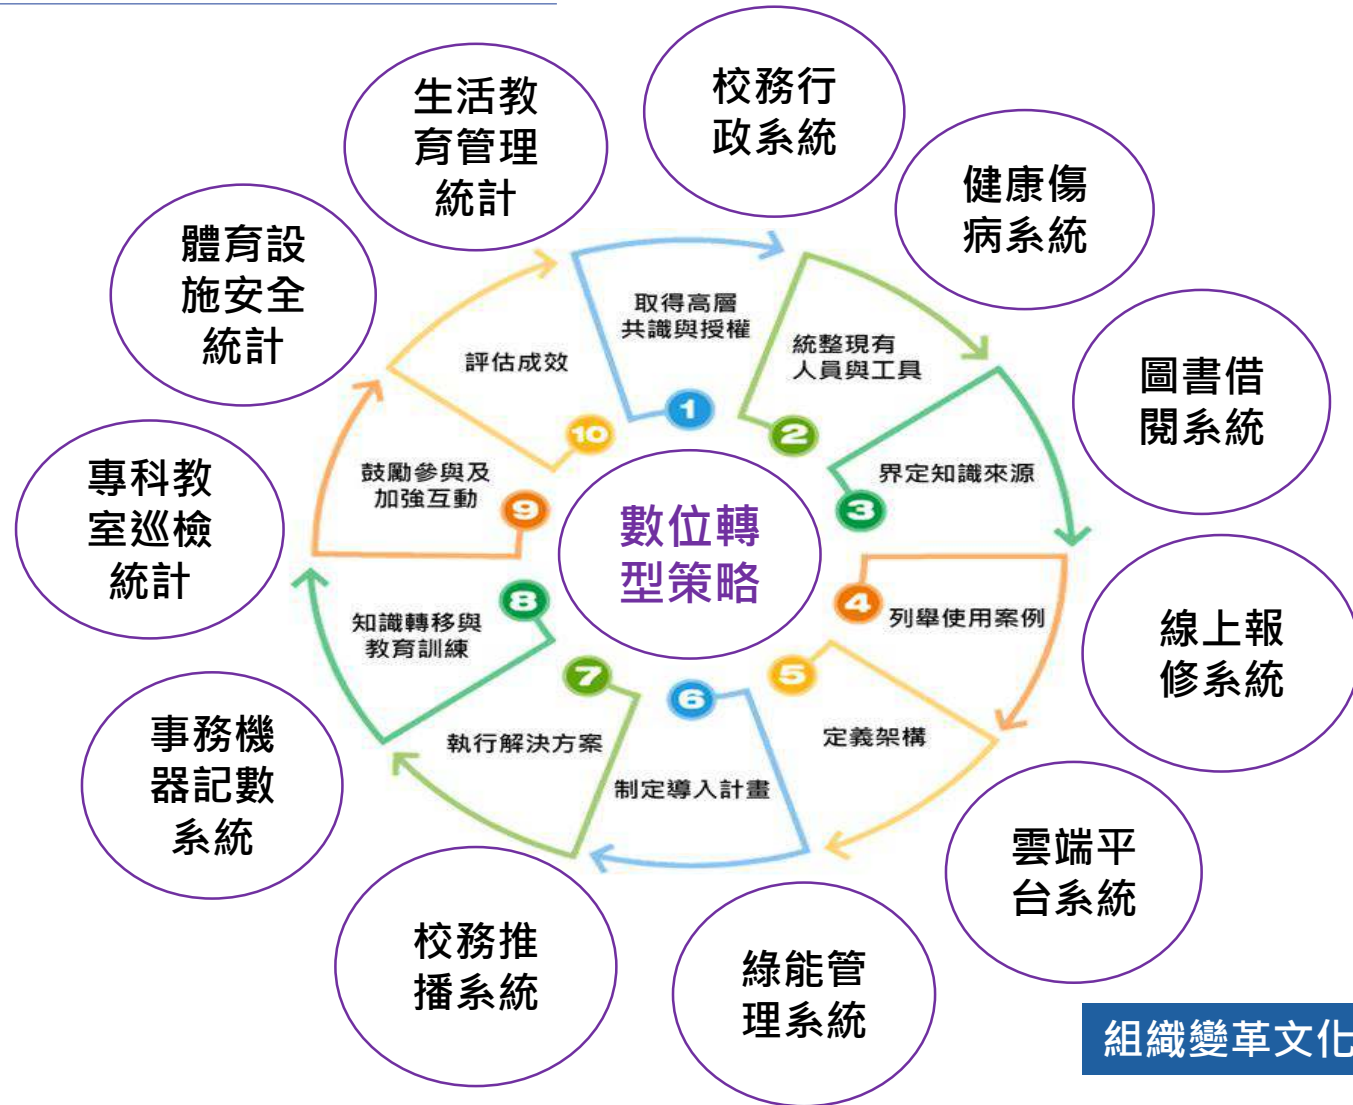 校務行
政系統
健康傷
病系統
圖書借
閱系統
線上報
修系統
雲端平
台系統
綠能管
理系統
校務推
播系統
事務機
器記數
系統
專科教
室巡檢
統計
體育設
施安全
統計
生活教
育管理
統計
取得高層
共識與授權
1
統整現有
人員與工具
2
界定知識來源
3
列舉使用案例
4
定義架構
5
制定導入計畫
6
執行解決方案
7
知識轉移與
教育訓練
8
鼓勵參與及
加強互動
9
評估成效
10
數位轉
型策略
組織變革文化